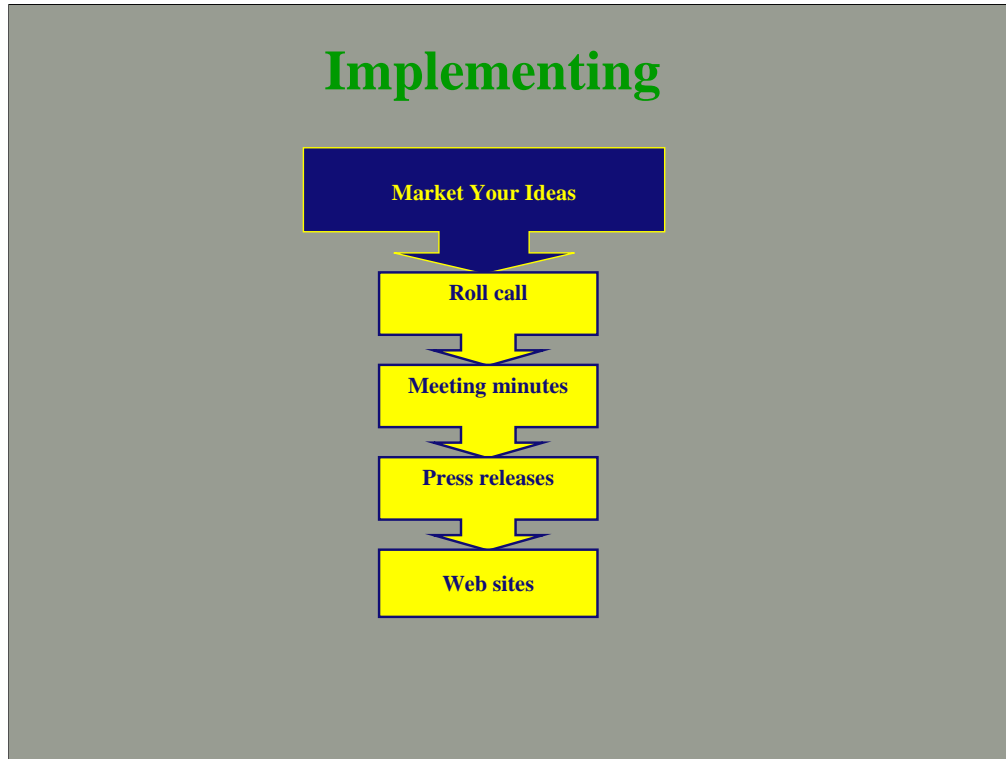 Implementing
Market Your Ideas
Roll call
Meeting minutes
Press releases
Web sites